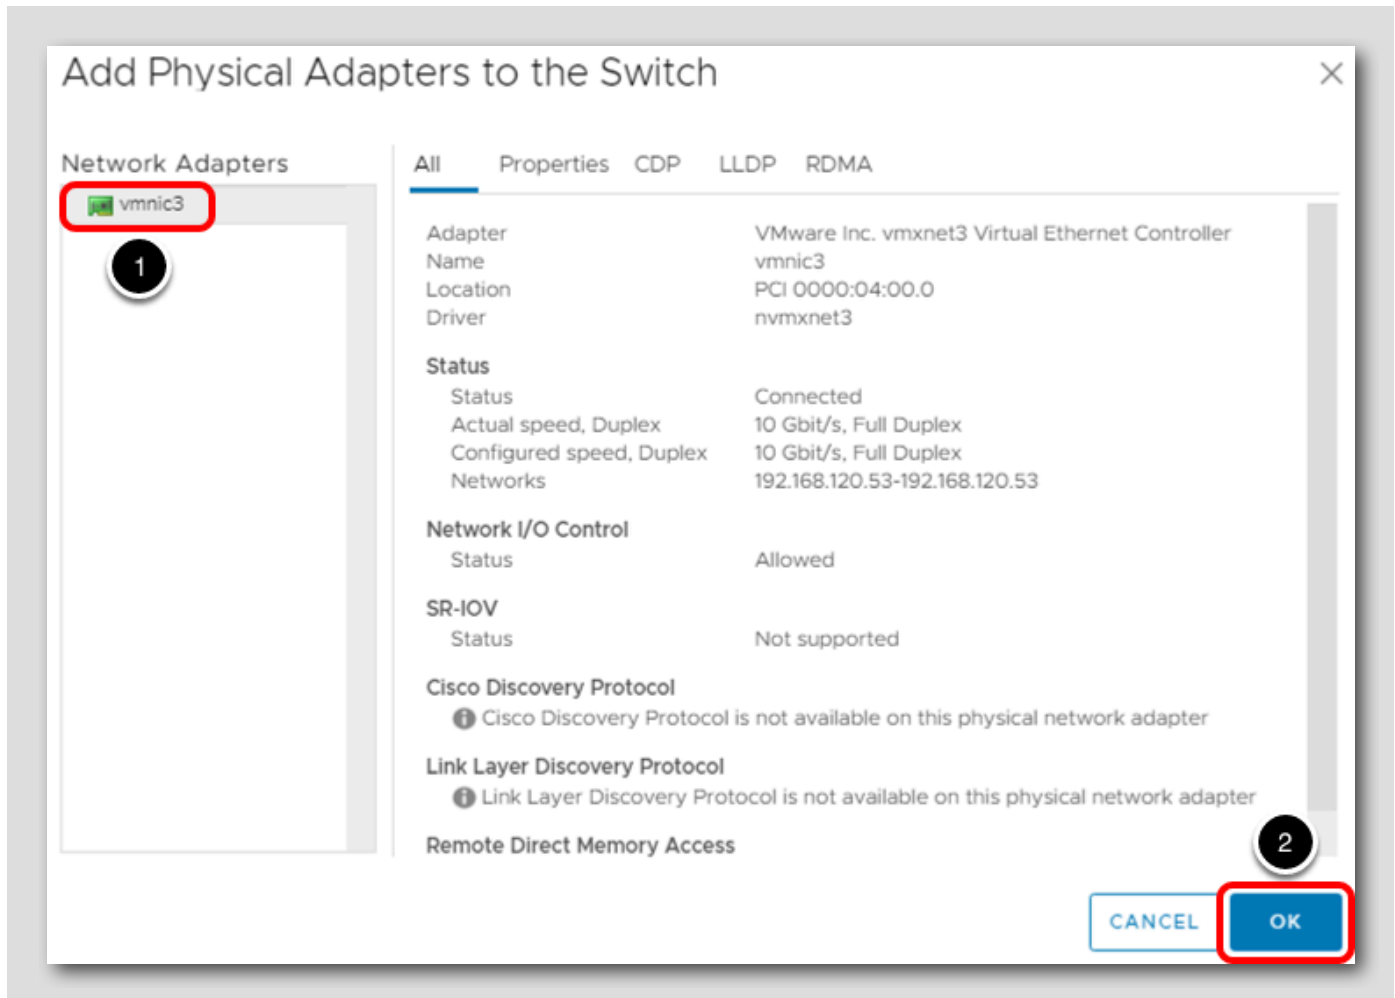 Add Physical Adapters to the Switch
Network Adapters
vmnic3
1
All Properties CDP LLDP RDMA
Adapter VMware Inc. vmxnet3 Virtual Ethernet Controller
Name vmnic3
Location PCI 0000:04:00.0
Driver nvmxnet3
Status
Status Connected
Actual speed, Duplex 10 Gbit/s, Full Duplex
Configured speed, Duplex 10 Gbit/s, Full Duplex
Networks 192.168.120.53-192.168.120.53
Network I/O Control
Status Allowed
SR-IOV
Status Not supported
Cisco Discovery Protocol
Cisco Discovery Protocol is not available on this physical network adapter
Link Layer Discovery Protocol
Link Layer Discovery Protocol is not available on this physical network adapter
Remote Direct Memory Access
2
CANCEL OK